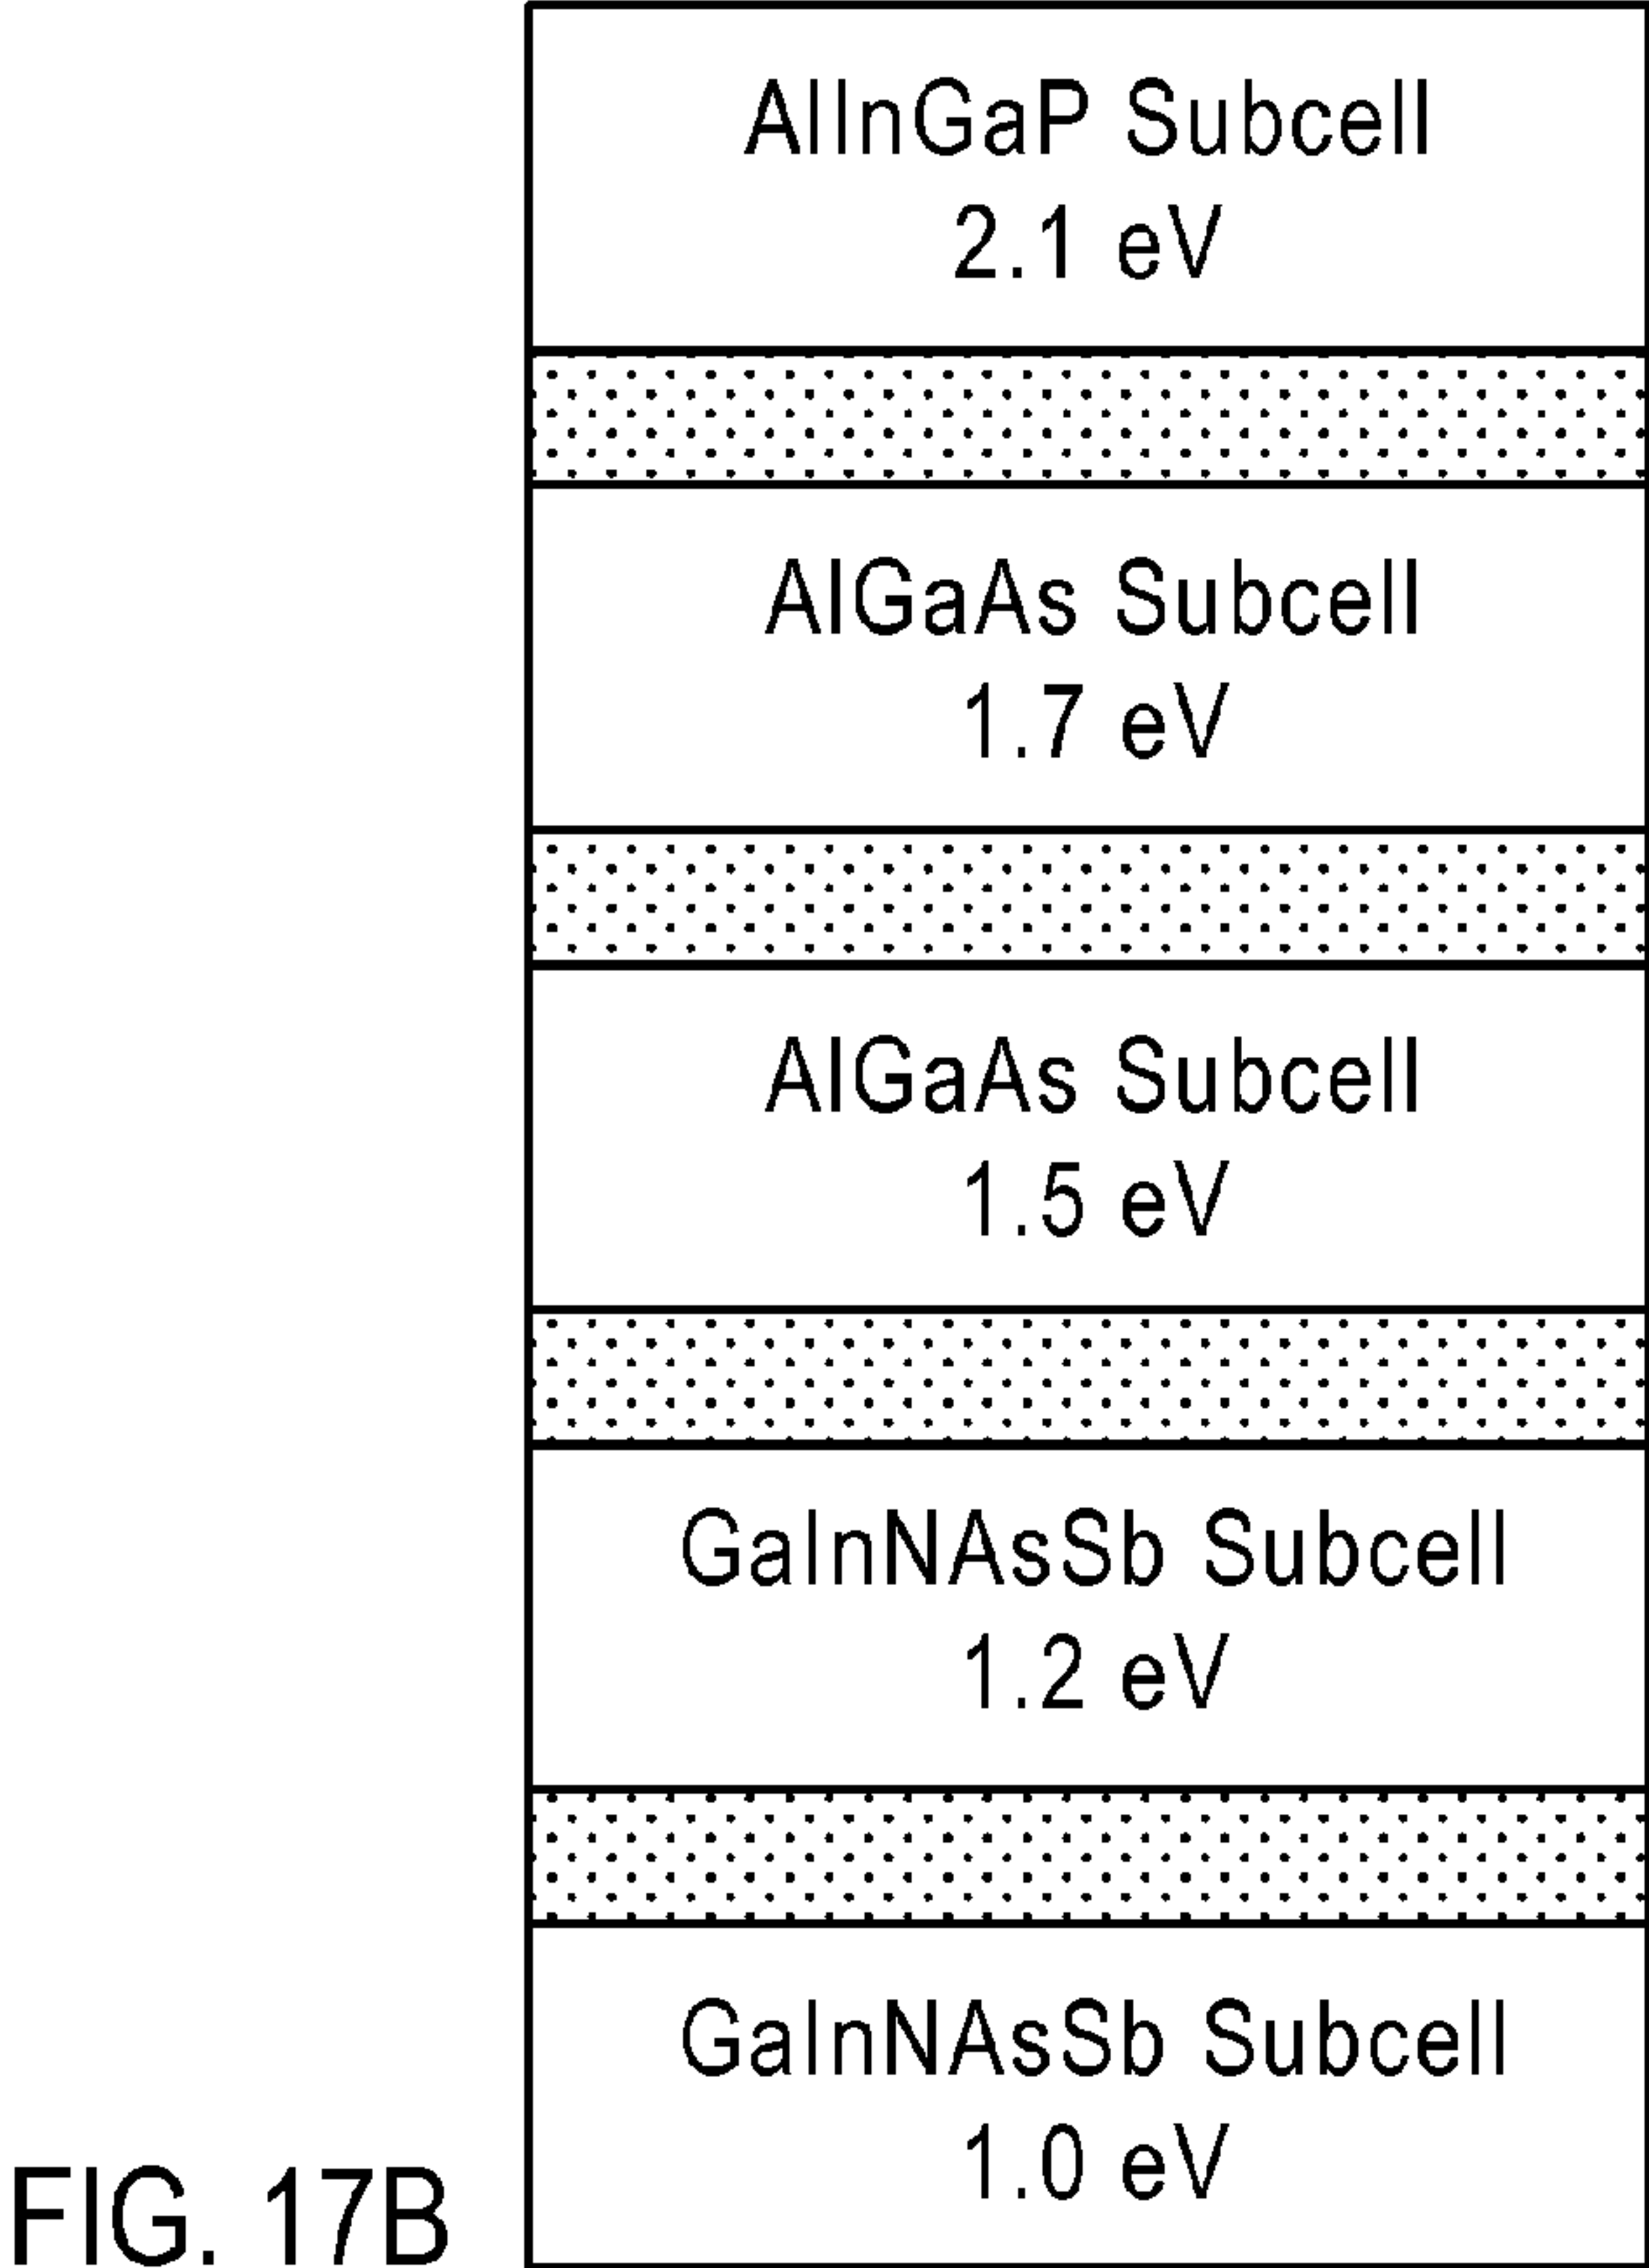 AlInGaP Subcell
2.1 eV
AlGaAs Subcell
1.7 eV
AlGaAs Subcell
1.5 eV
GaInNAsSb Subcell
1.2 eV
GaInNAsSb Subcell
1.0 eV
FIG. 17B